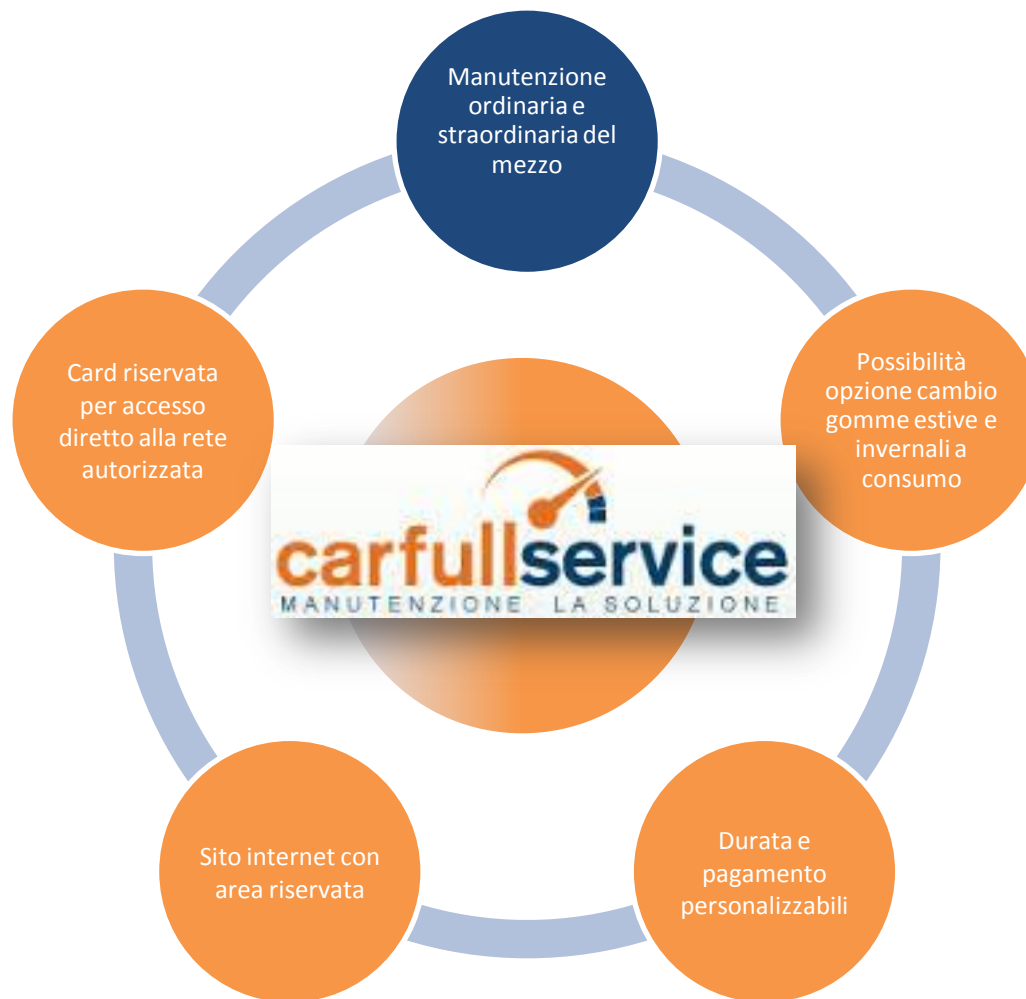 Manutenzione
ordinaria e
straordinaria del
mezzo
Possibilità
opzione cambio
gomme estive e
invernali a
consumo
Durata e
pagamento
personalizzabili
Sito internet con
area riservata
Card riservata
per accesso
diretto alla rete
autorizzata
carfullservice
MANUTENZIONE LA SOLUZIONE